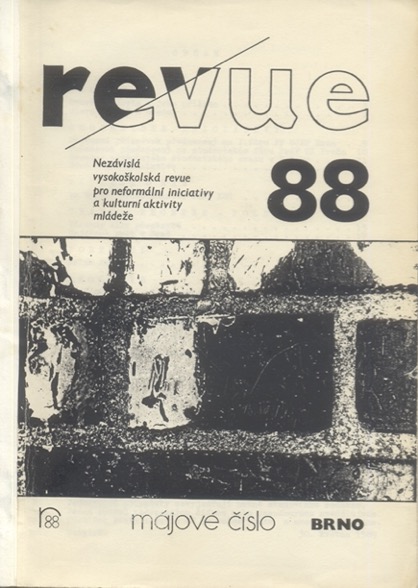 revue
Nezávislá
vysokoškolská revue
pro neformální iniciativy
a kulturní aktivity
mládeže
88
r88
májové číslo
BRNO